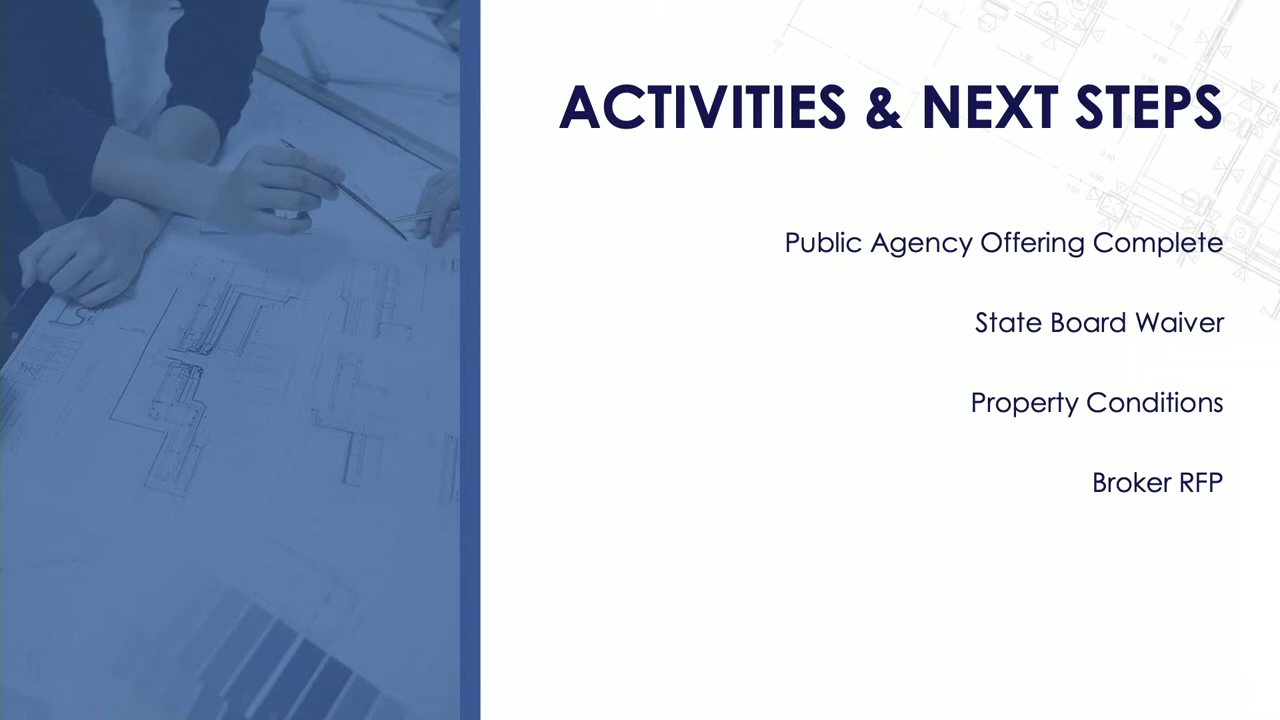 ACTIVITIES & NEXT STEPS
Public Agency Offering Complete
State Board Waiver
Property Conditions
Broker RFP